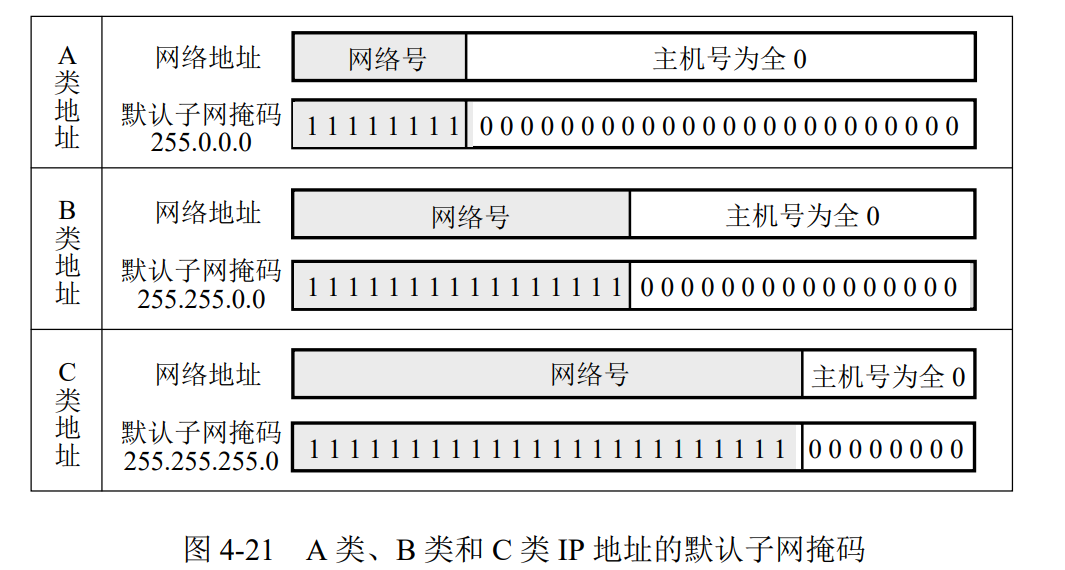 A类地址
网络地址 网络号 主机号为全 0
默认子网掩码
255.0.0.0
1 1 1 1 1 1 1 1 0 0 0 0 0 0 0 0 0 0 0 0 0 0 0 0 0 0 0 0 0 0 0 0
B类地址
网络地址 网络号 主机号为全 0
默认子网掩码
255.255.0.0
1 1 1 1 1 1 1 1 1 1 1 1 1 1 1 1 0 0 0 0 0 0 0 0 0 0 0 0 0 0 0 0
C类地址
网络地址 网络号 主机号为全 0
默认子网掩码
255.255.255.0
1 1 1 1 1 1 1 1 1 1 1 1 1 1 1 1 1 1 1 1 1 1 1 1 0 0 0 0 0 0 0 0
图 4-21 A 类、B 类和 C 类 IP 地址的默认子网掩码